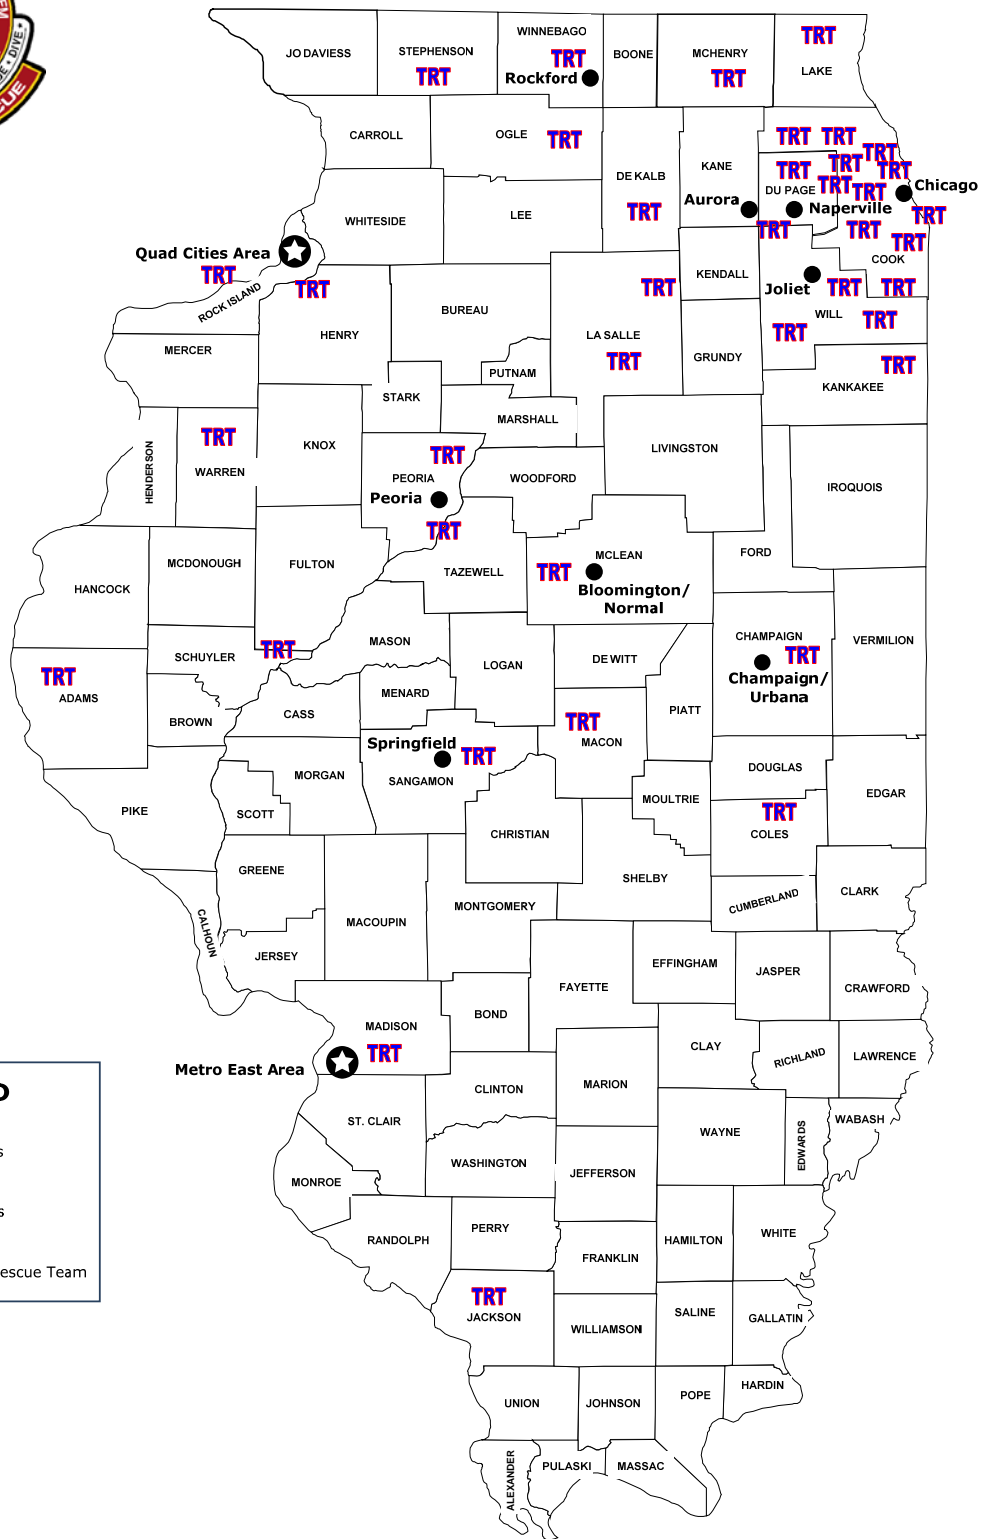 EM
DIVE
CUE
JO DAVIESS
STEPHENSON
TRT
WINNEBAGO
TRT
Rockford
BOONE
MCHENRY
TRT
TRT
LAKE
CARROLL
OGLE
TRT
DE KALB
TRT
KANE
TRT
TRT
TRT
TRT
TRT
TRT
DU PAGE
TRT
TRT
Chicago
Aurora
Naperville
TRT
TRT
TRT
TRT
COOK
WHITESIDE
LEE
Quad Cities Area
TRT
TRT
ROCK ISLAND
TRT
KENDALL
Joliet
TRT
TRT
WILL
TRT
TRT
BUREAU
HENRY
LA SALLE
TRT
GRUNDY
TRT
KANKAKEE
MERCER
PUTNAM
STARK
MARSHALL
HENDERSON
TRT
WARREN
KNOX
TRT
PEORIA
Peoria
TRT
WOODFORD
LIVINGSTON
IROQUOIS
HANCOCK
MCDONOUGH
FULTON
TAZEWELL
TRT
MCLEAN
Bloomington/
Normal
FORD
SCHUYLER
TRT
MASON
LOGAN
DE WITT
CHAMPAIGN
TRT
Champaign/
Urbana
VERMILION
TRT
ADAMS
BROWN
CASS
MENARD
PIATT
TRT
MACON
Springfield
TRT
SANGAMON
MORGAN
DOUGLAS
EDGAR
PIKE
SCOTT
CHRISTIAN
MOULTRIE
TRT
COLES
GREENE
SHELBY
CUMBERLAND
CLARK
CALHOUN
MACOUPIN
MONTGOMERY
JERSEY
FAYETTE
EFFINGHAM
JASPER
CRAWFORD
MADISON
TRT
Metro East Area
BOND
CLAY
RICHLAND
LAWRENCE
CLINTON
MARION
ST. CLAIR
WAYNE
EDWARDS
WABASH
WASHINGTON
JEFFERSON
MONROE
RANDOLPH
PERRY
FRANKLIN
HAMILTON
WHITE
TRT
JACKSON
WILLIAMSON
SALINE
GALLATIN
UNION
JOHNSON
POPE
HARDIN
ALEXANDER
PULASKI
MASSAC
D
s
s
escue Team